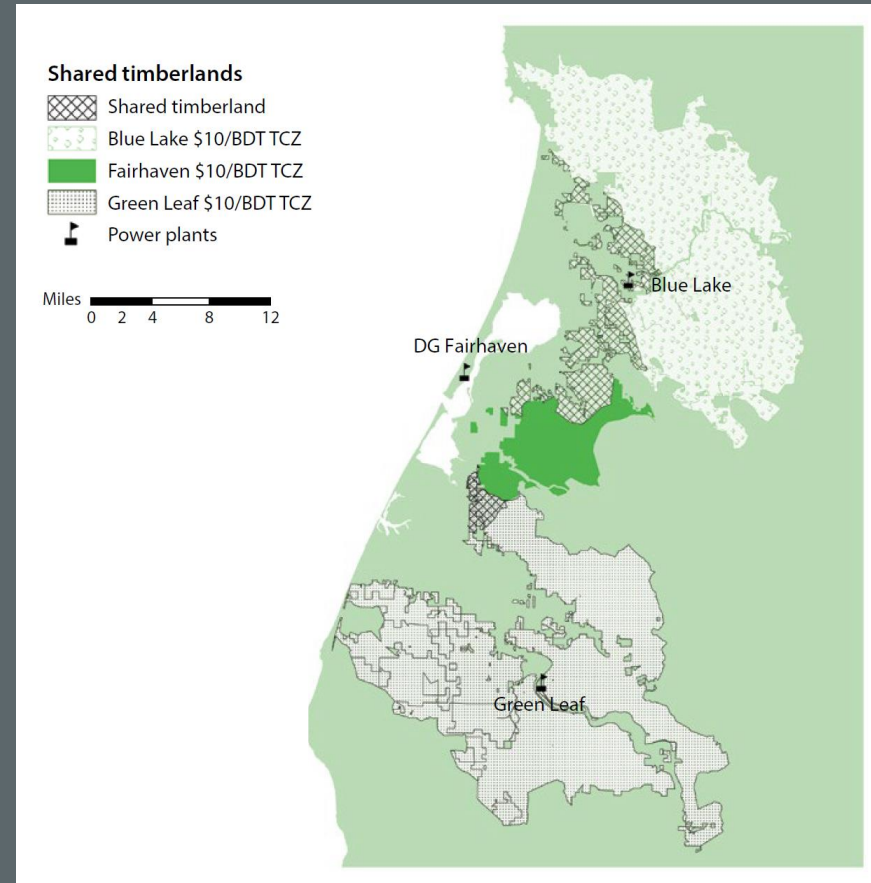 Shared timberlands
Shared timberland
Blue Lake $10/BDT TCZ
Fairhaven $10/BDT TCZ
Green Leaf $10/BDT TCZ
Power plants
Miles
0 2 4 8 12
Blue Lake
DG Fairhaven
Green Leaf